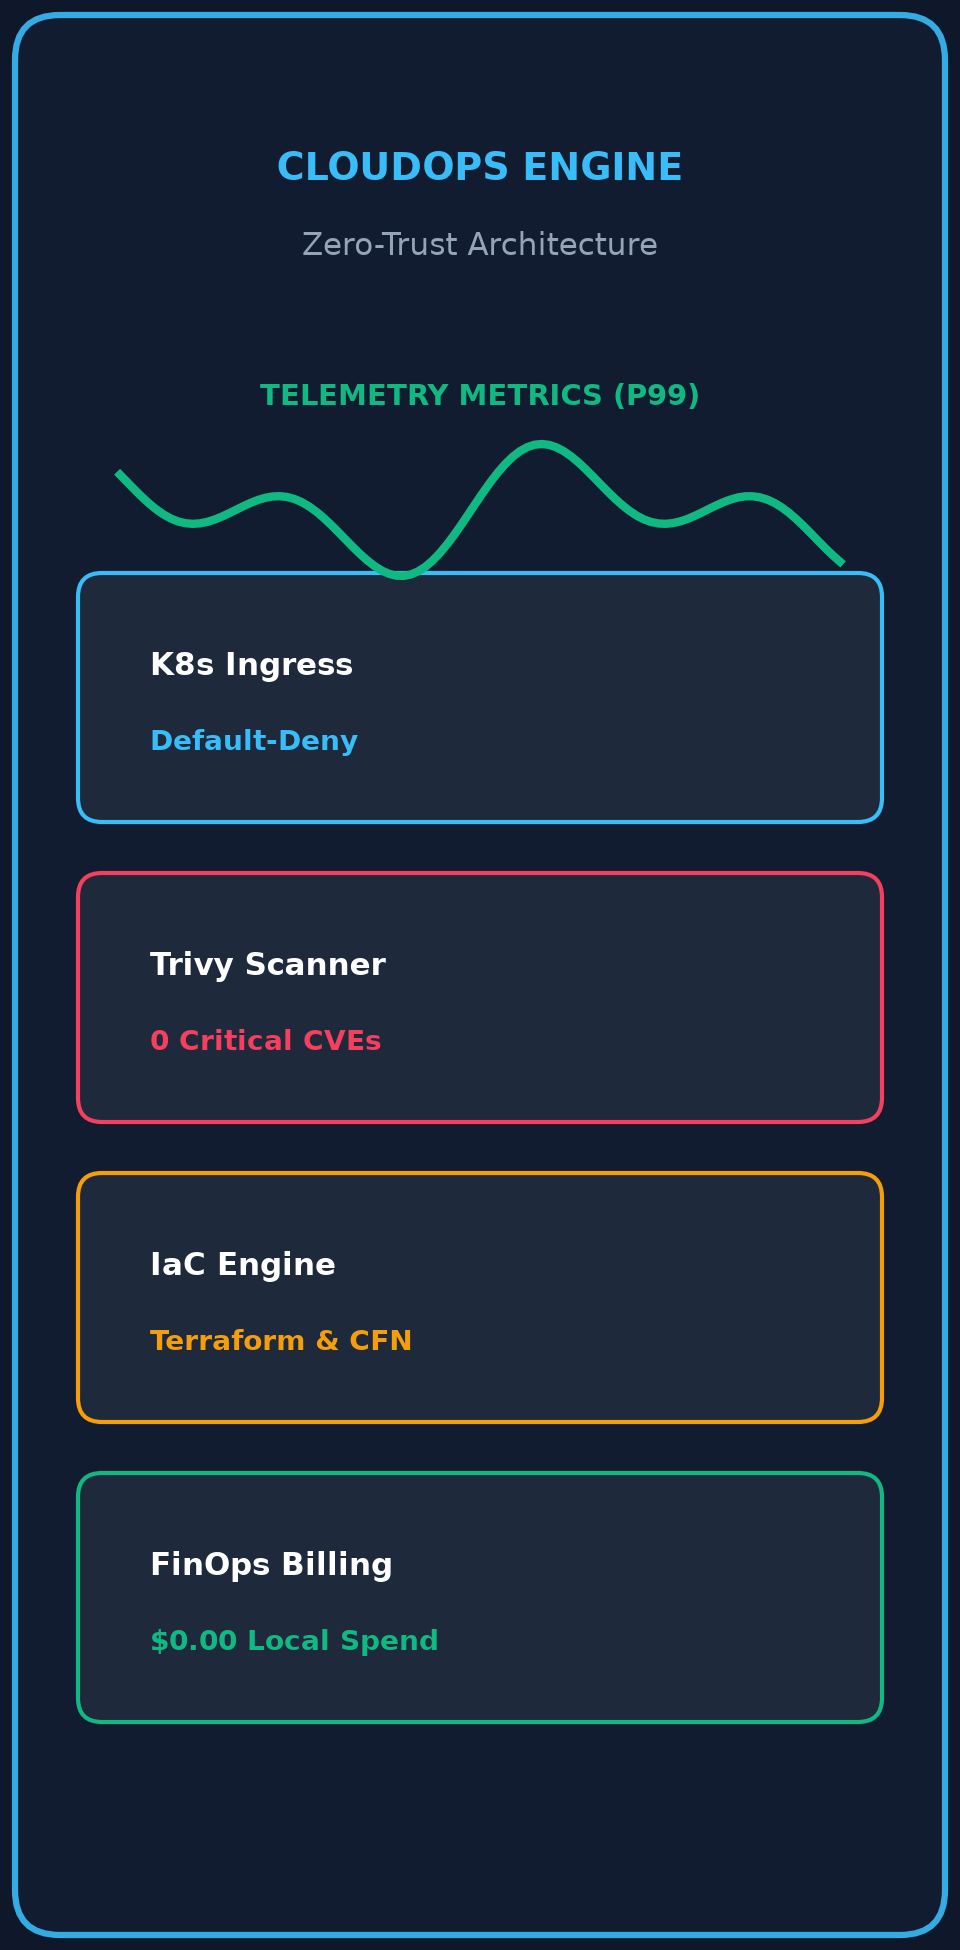 CLOUDOPS ENGINE
Zero-Trust Architecture
TELEMETRY METRICS (P99)
K8s Ingress
Default-Deny
Trivy Scanner
0 Critical CVEs
IaC Engine
Terraform & CFN
FinOps Billing
$0.00 Local Spend